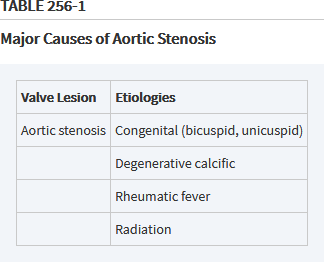 TABLE 256-1
Major Causes of Aortic Stenosis
Valve Lesion Etiologies
Aortic stenosis Congenital (bicuspid, unicuspid)
Degenerative calcific
Rheumatic fever
Radiation